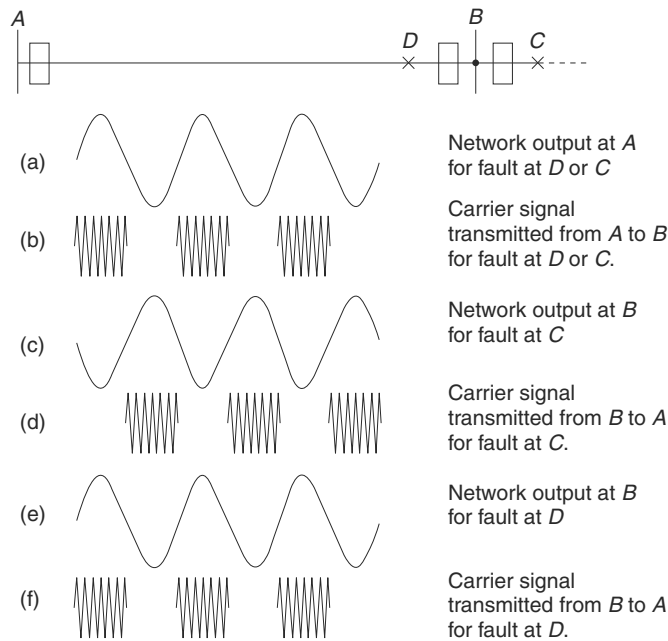 A
B
D
C
(a)
Network output at A
for fault at D or C
(b)
Carrier signal
transmitted from A to B
for fault at D or C.
(c)
Network output at B
for fault at C
(d)
Carrier signal
transmitted from B to A
for fault at C.
(e)
Network output at B
for fault at D
(f)
Carrier signal
transmitted from B to A
for fault at D.